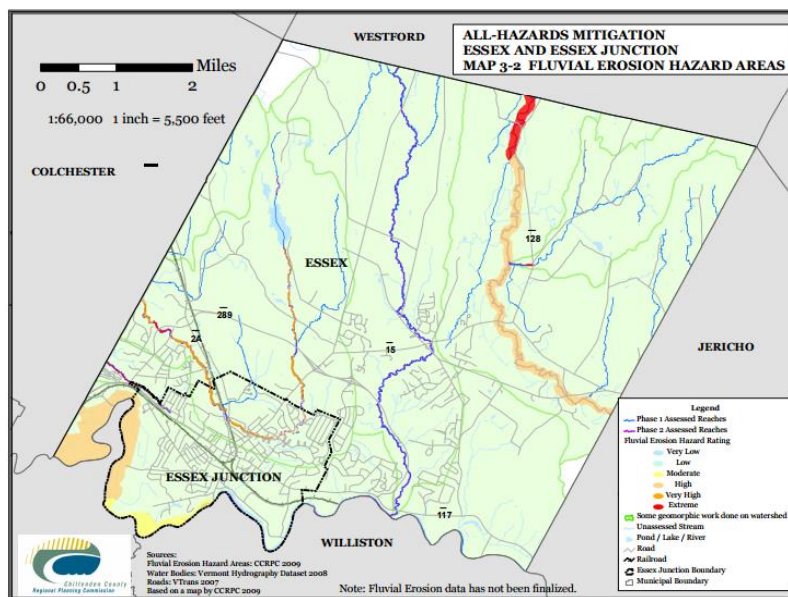 WESTFORD
ALL-HAZARDS MITIGATION
ESSEX AND ESSEX JUNCTION
MAP 3-2 FLUVIAL EROSION HAZARD AREAS
Miles
0 0.5 1 2
1:66,000 1 inch = 5,500 feet
COLCHESTER
128
ESSEX
289
2A
15
JERICHO
ESSEX JUNCTION
117
WILLISTON
Legend
Phase 1 Assessed Reaches
Phase 2 Assessed Reaches
Fluvial Erosion Hazard Rating
Very Low
Low
Moderate
High
Very High
Extreme
Some geomorphic work done on watershed
Unassessed Stream
Pond / Lake / River
Road
Railroad
Essex Junction Boundary
Municipal Boundary
Chittenden County
Regional Planning Commission
Sources:
Fluvial Erosion Hazard Areas: CCRPC 2009
Water Bodies: Vermont Hydrography Dataset 2008
Roads: VTrans 2007
Based on a map by CCRPC 2009
Note: Fluvial Erosion data has not been finalized.